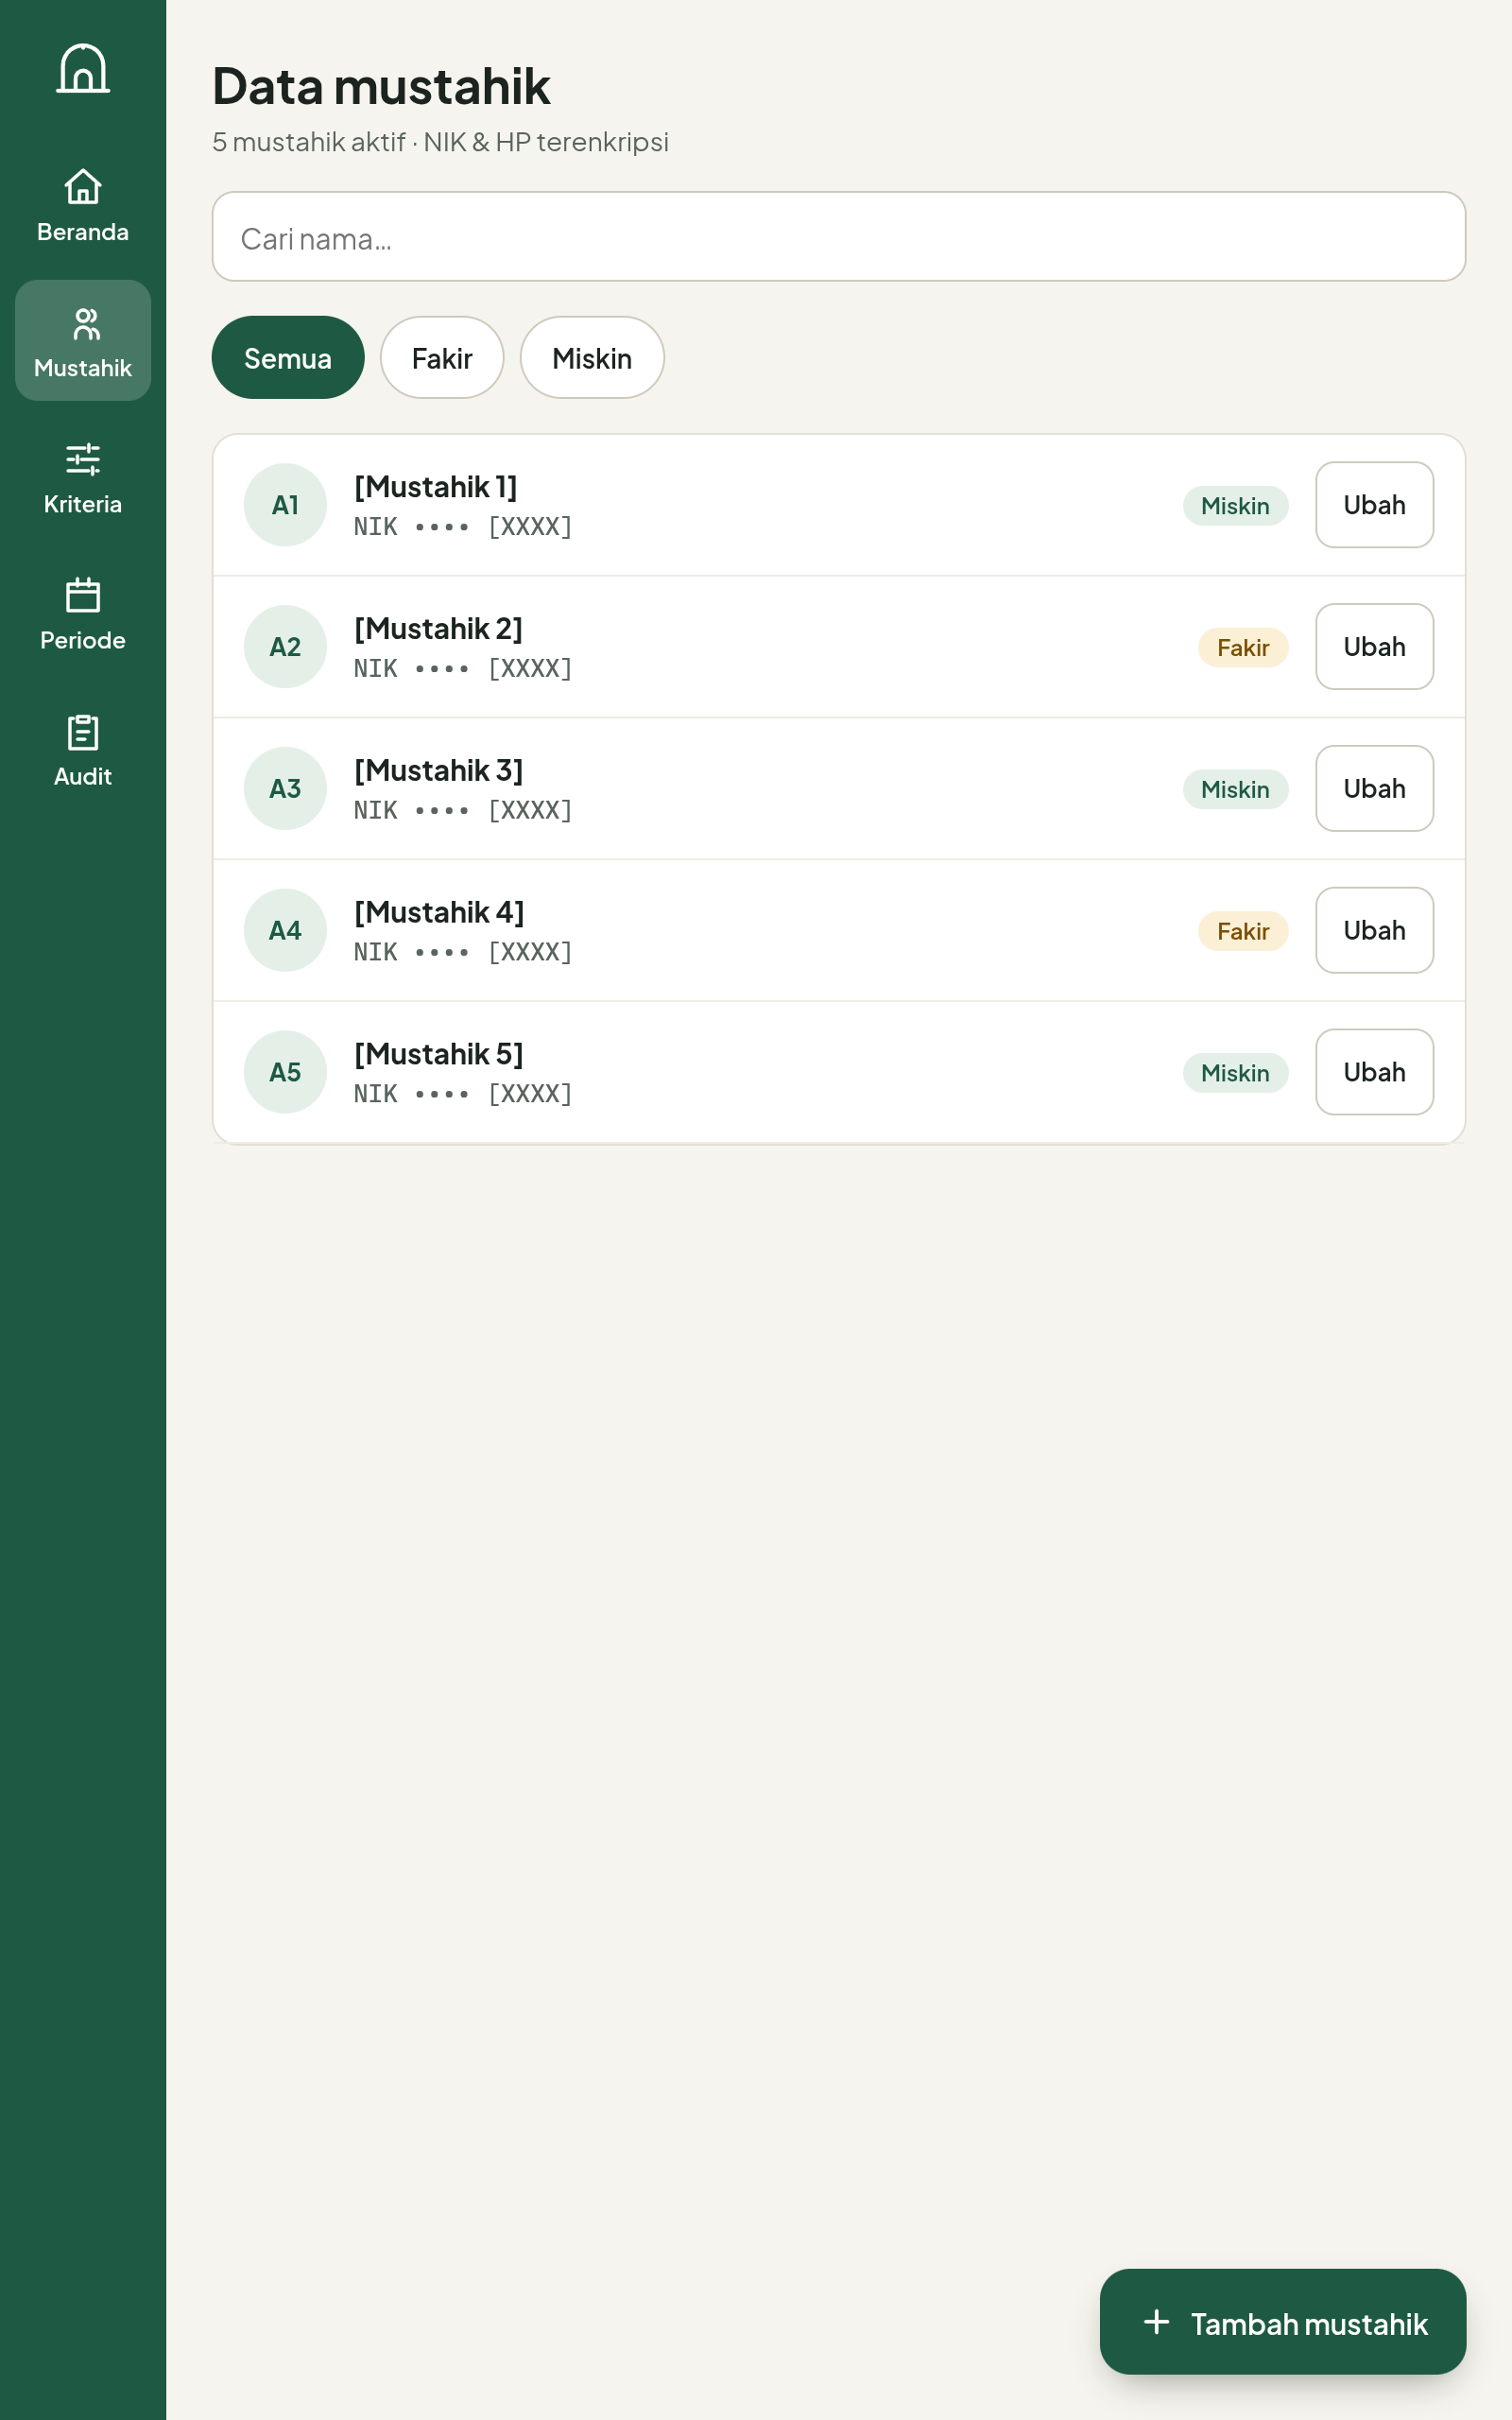 Data mustahik
5 mustahik aktif · NIK & HP terenkripsi
Beranda
Mustahik
Kriteria
Periode
Audit
Cari nama...
Semua
Fakir
Miskin
A1
[Mustahik 1]
NIK •••• [XXXX]
Miskin
Ubah
A2
[Mustahik 2]
NIK •••• [XXXX]
Fakir
Ubah
A3
[Mustahik 3]
NIK •••• [XXXX]
Miskin
Ubah
A4
[Mustahik 4]
NIK •••• [XXXX]
Fakir
Ubah
A5
[Mustahik 5]
NIK •••• [XXXX]
Miskin
Ubah
+ Tambah mustahik